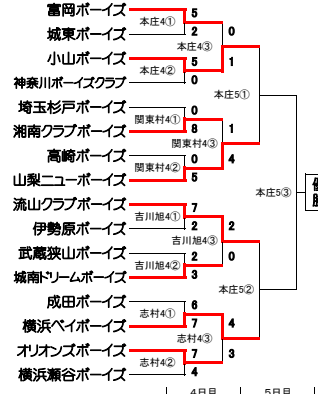 富岡ボーイズ 5
本庄4①
城東ボーイズ 2
本庄4③ 0
小山ボーイズ 5 1
本庄4②
神奈川ボーイズクラブ 0
本庄5①
埼玉杉戸ボーイズ 0
関東村4①
湘南クラブボーイズ 8 1
関東村4③
高崎ボーイズ 0 4
関東村4②
山梨ニューボーイズ 5
本庄5③
流山クラブボーイズ 7
吉川旭4①
伊勢原ボーイズ 2 2
吉川旭4③
武蔵狭山ボーイズ 2 0
吉川旭4②
城南ドリームボーイズ 3
本庄5②
成田ボーイズ 6
志村4①
横浜ベイボーイズ 7 4
志村4③
オリオンズボーイズ 7 3
志村4②
横浜瀬谷ボーイズ 4
4日目 5日目